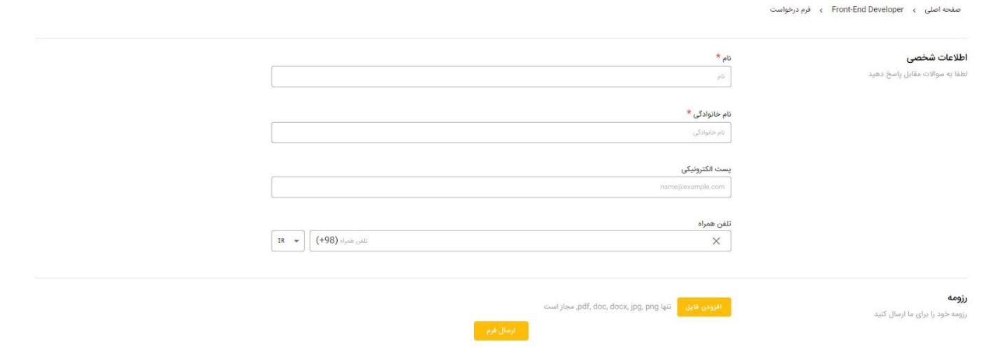 صفحه اصلی › Front-End Developer › فرم درخواست
اطلاعات شخصی
لطفا به سوالات مقابل پاسخ دهید
نام *
نام
نام خانوادگی *
نام خانوادگی
پست الکترونیکی
name@example.com
تلفن همراه
تلفن همراه (+98)
IR
رزومه
رزومه خود را برای ما ارسال کنید
افزودن فایل
تنها pdf, doc, docx, jpg, png, مجاز است
ارسال فرم